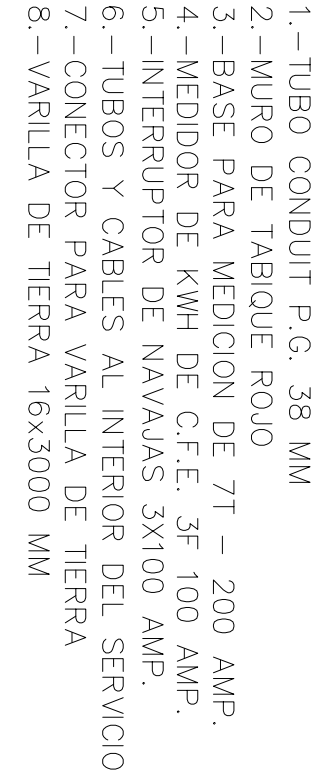 1.-TUBO CONDUIT P.G. 38 MM
2.-MURO DE TABIQUE ROJO
3.-BASE PARA MEDICION DE 7T - 200 AMP.
4.-MEDIDOR DE KWH DE C.F.E. 3F 100 AMP.
5.-INTERRUPTOR DE NAVAJAS 3X100 AMP.
6.-TUBOS Y CABLES AL INTERIOR DEL SERVICIO
7.-CONECTOR PARA VARILLA DE TIERRA
8.-VARILLA DE TIERRA 16x3000 MM